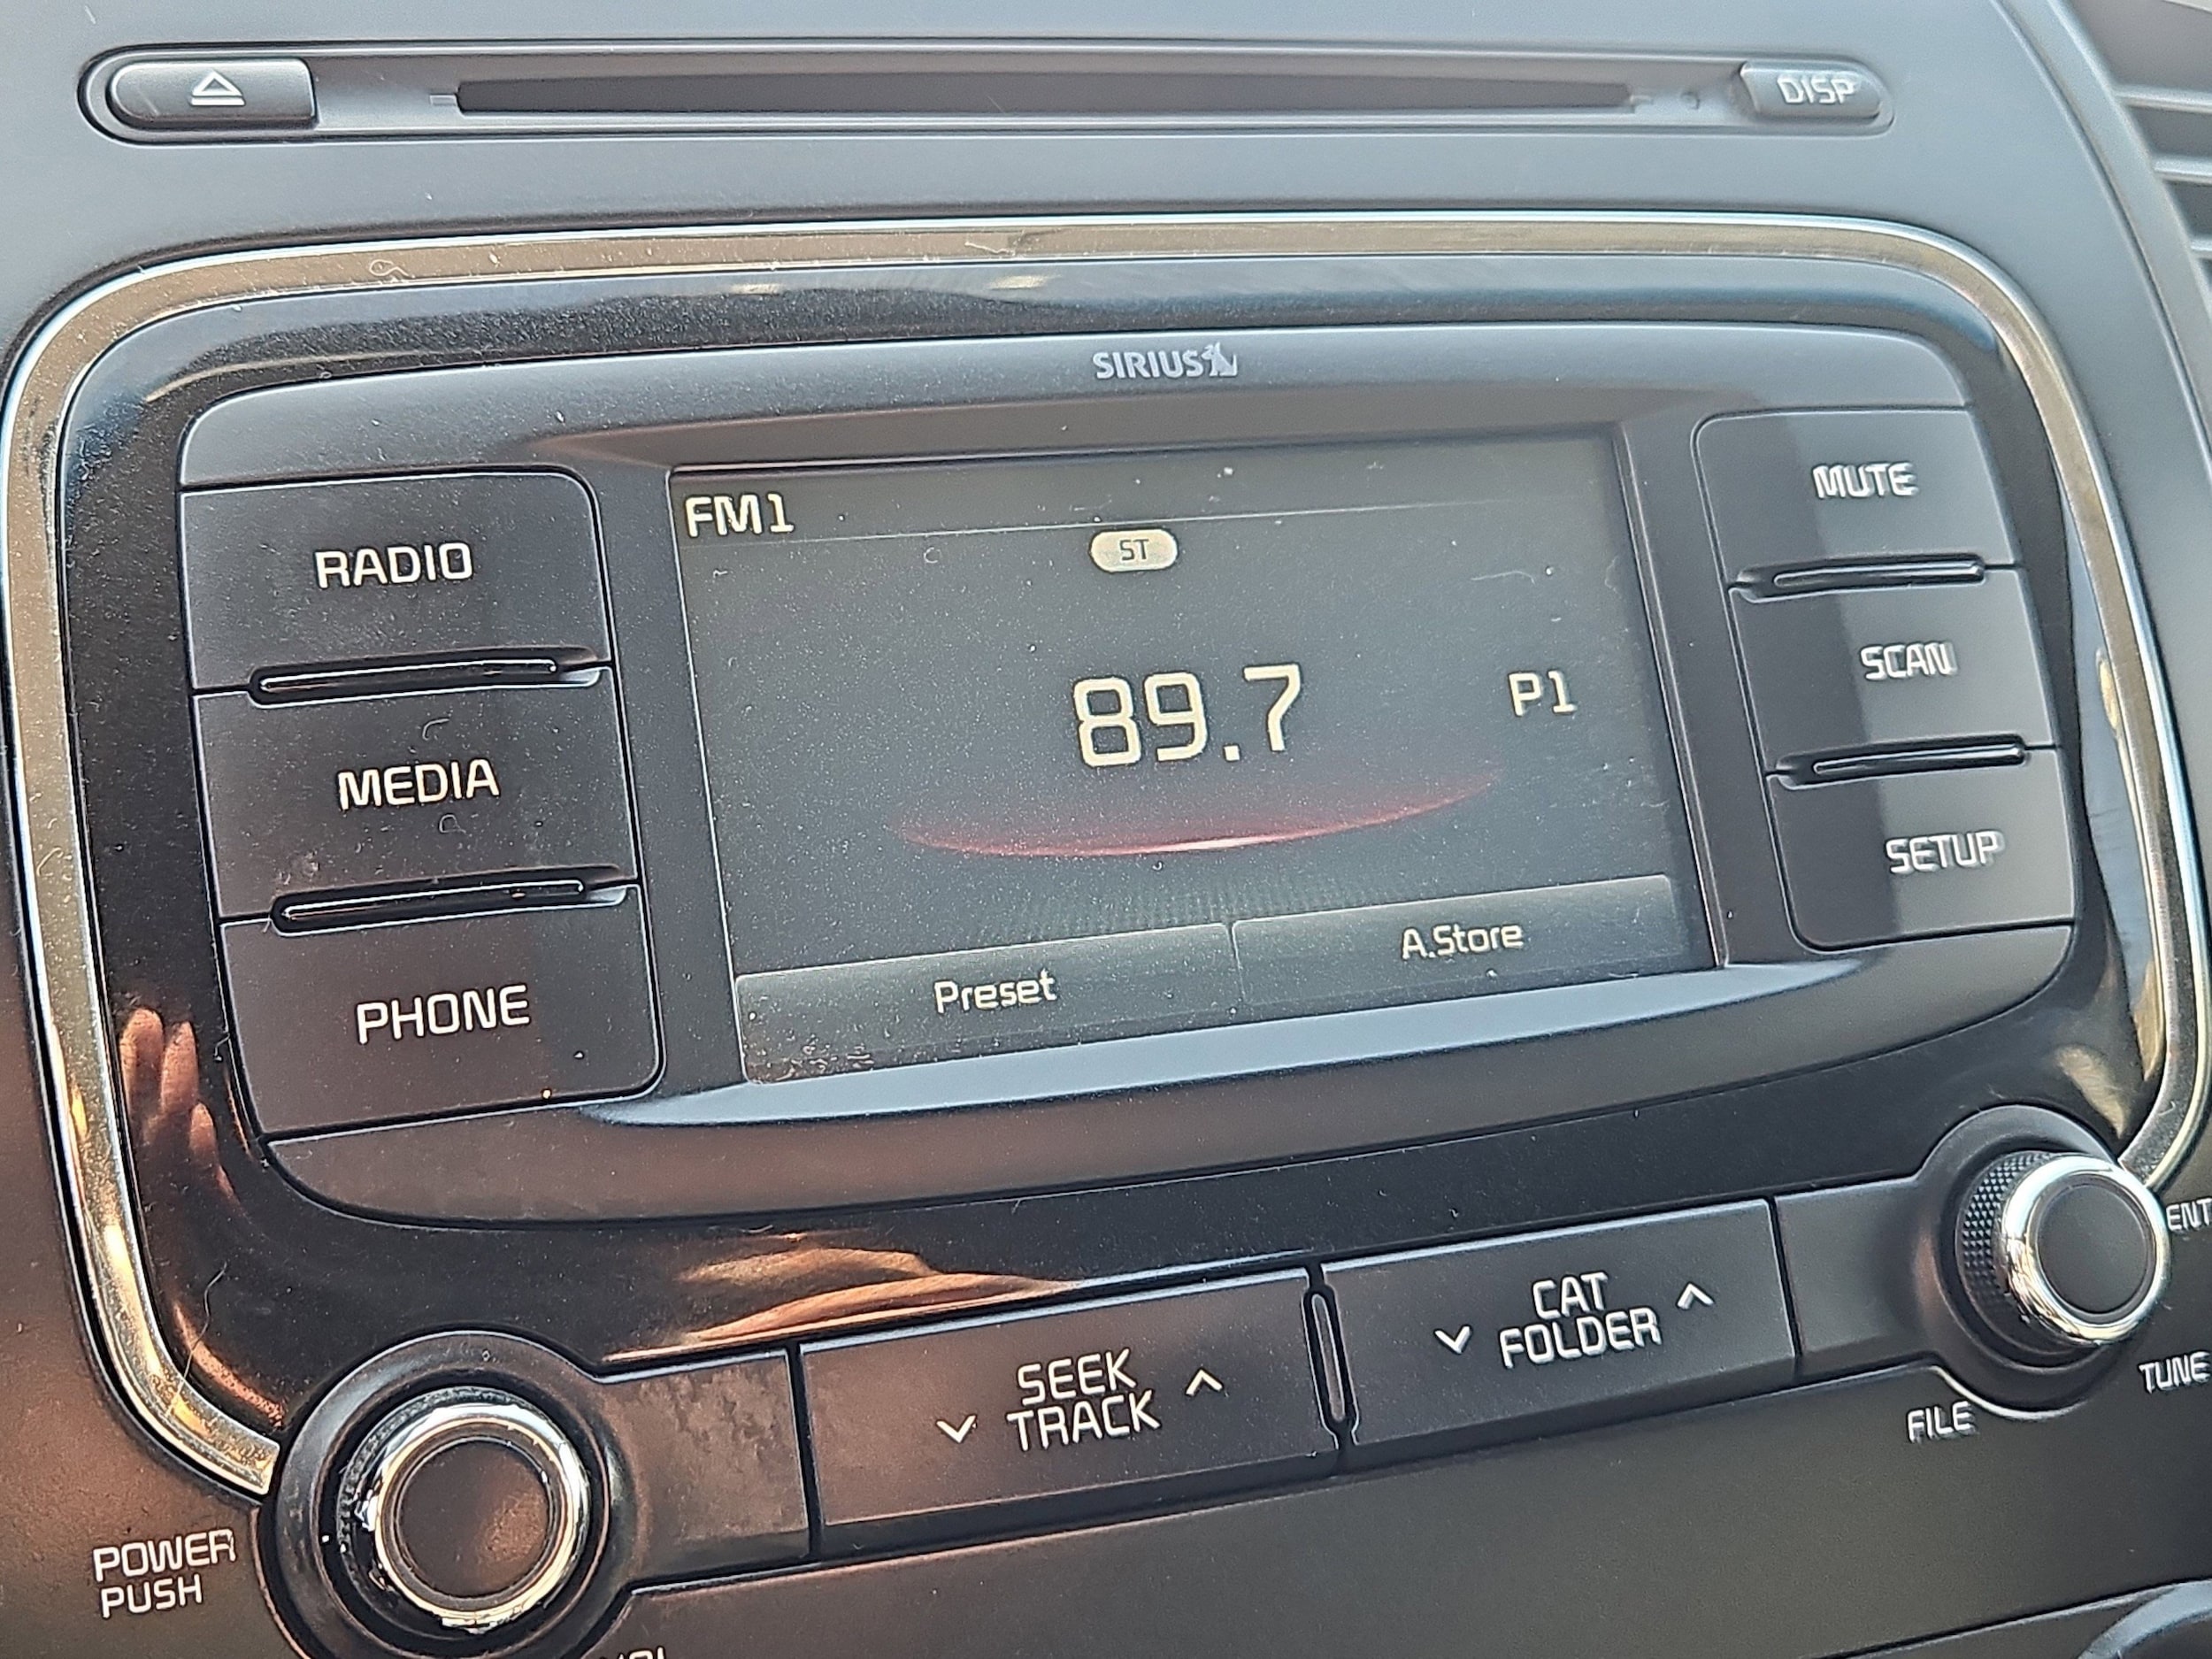 DISP
SIRIUS
RADIO
MEDIA
PHONE
FM1
ST
89.7
P1
Preset
A.Store
MUTE
SCAN
SETUP
SEEK
TRACK
CAT
FOLDER
ENT
TUNE
FILE
POWER
PUSH